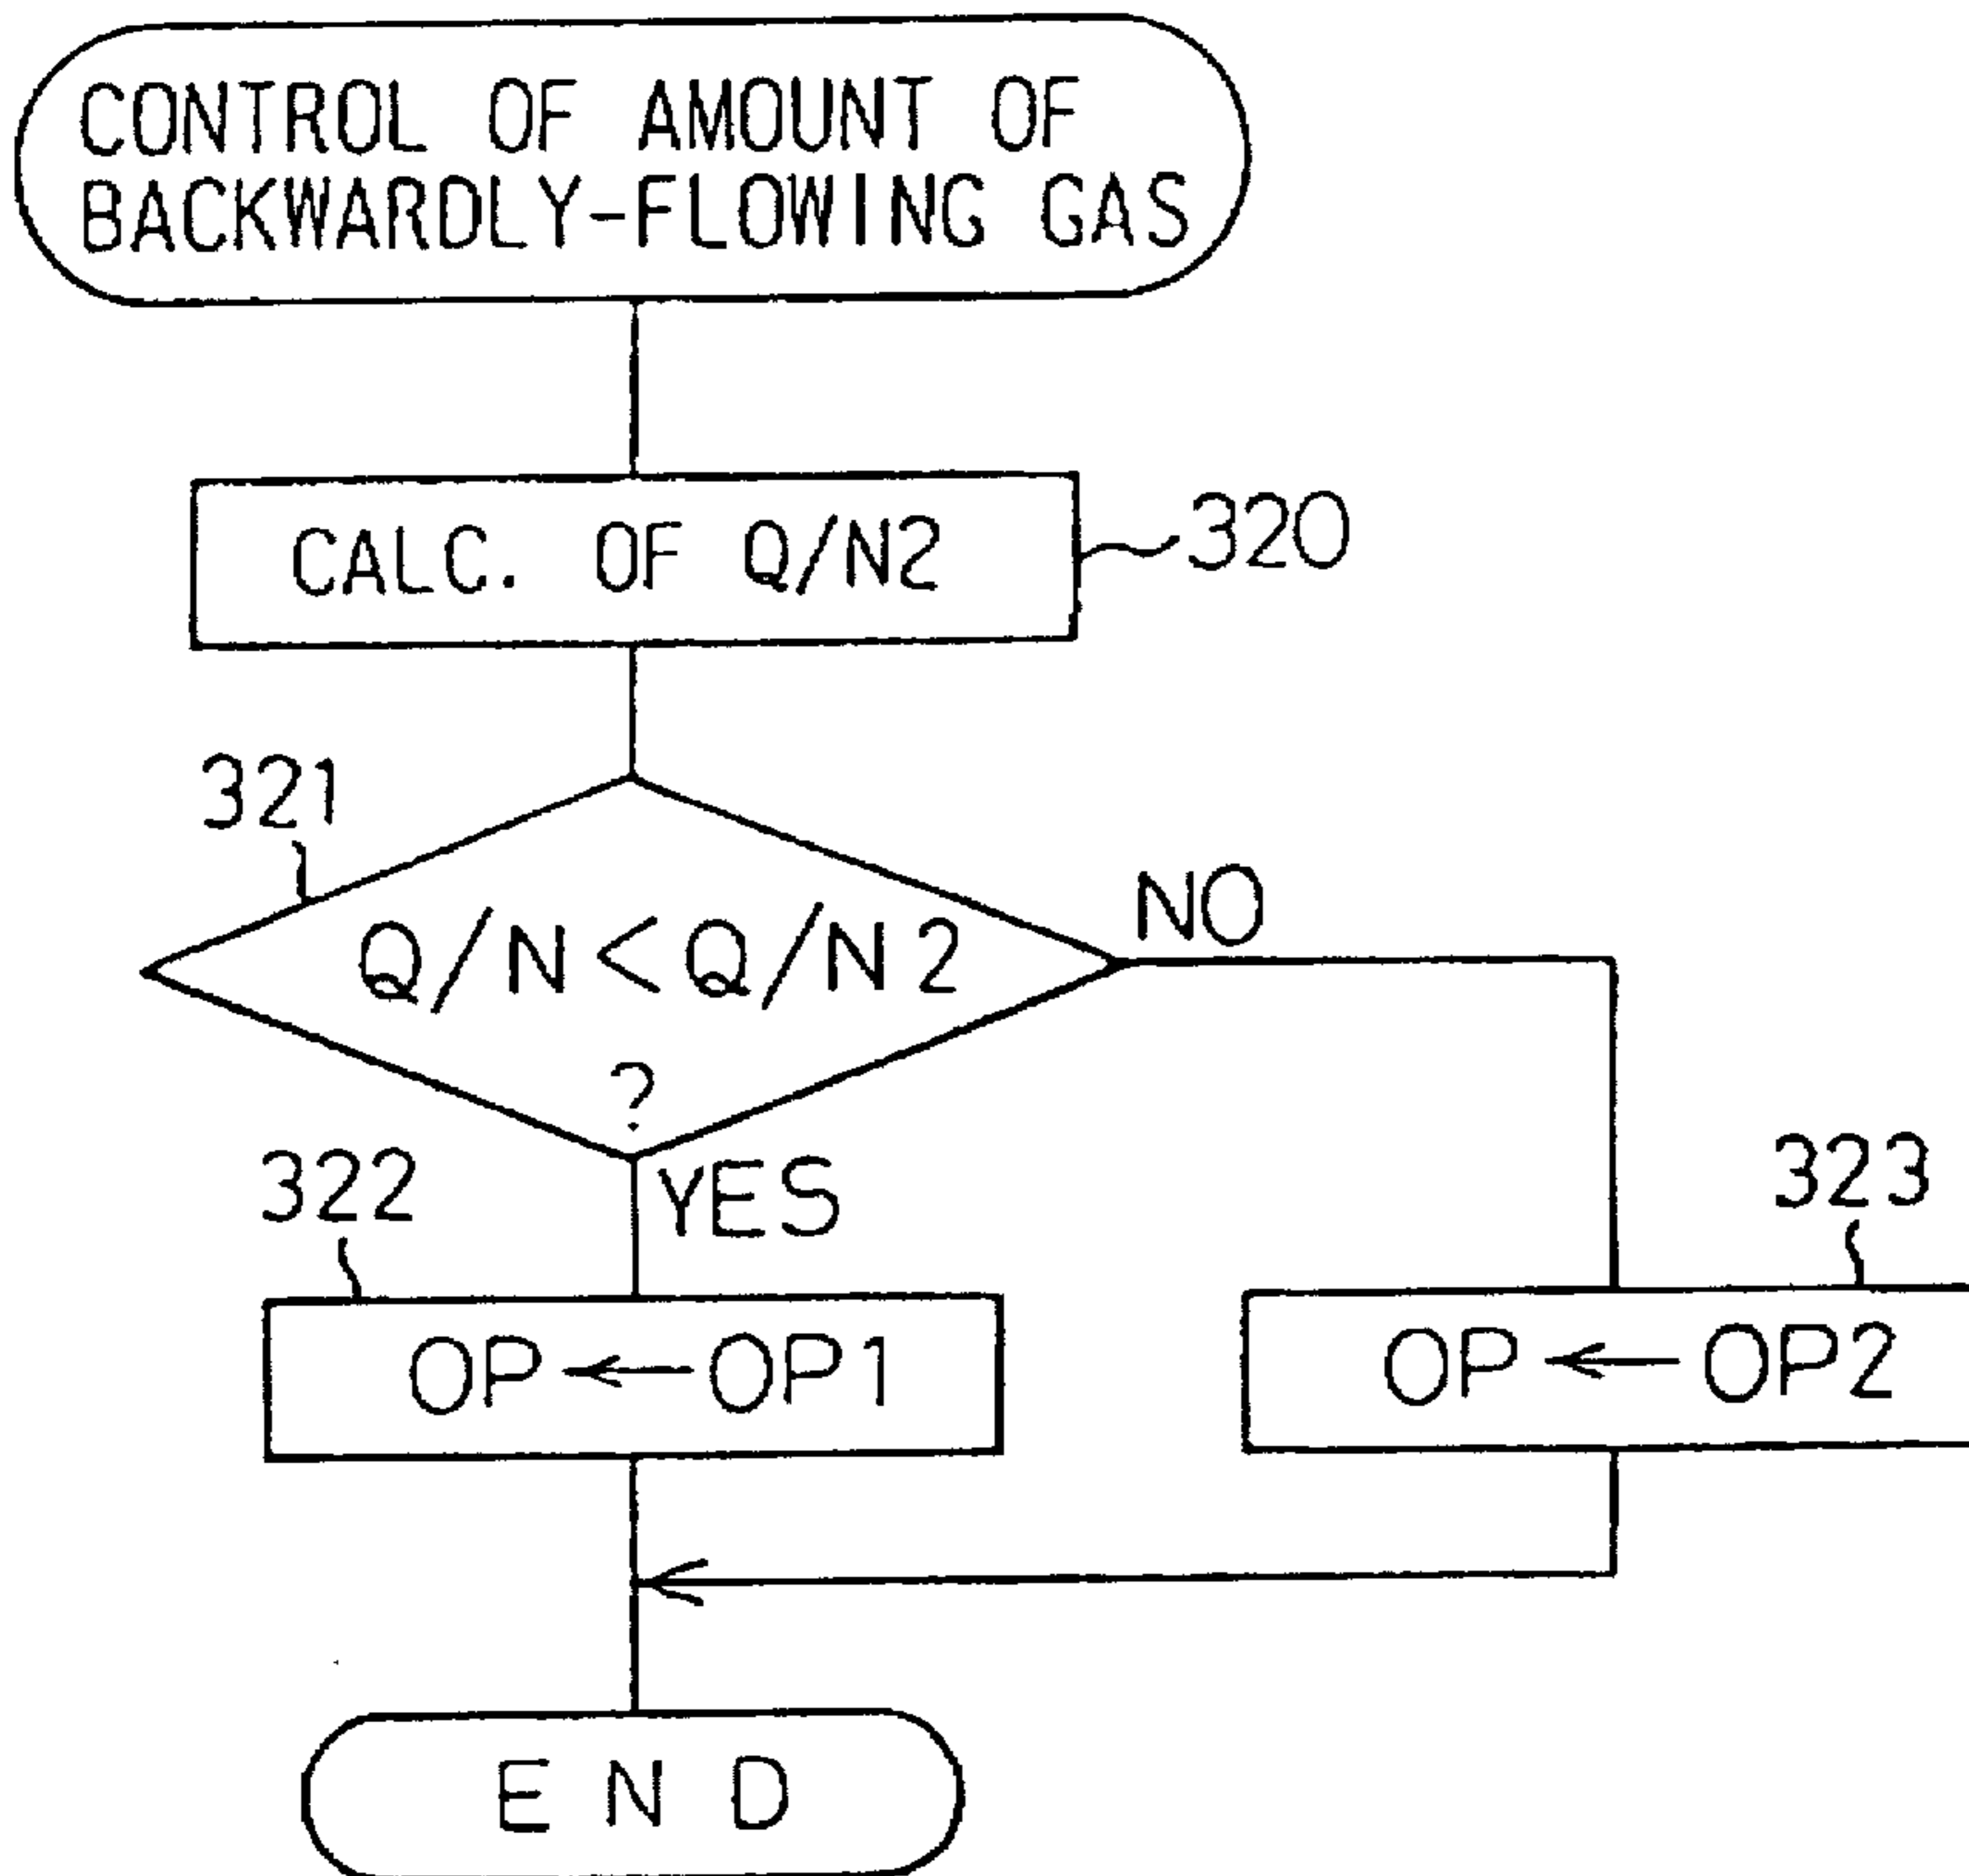 CONTROL OF AMOUNT OF
BACKWARDLY-FLOWING GAS
CALC. OF Q/N2
320
321
Q/N<Q/N2
?
NO
YES
322
OP←OP1
323
OP←OP2
END